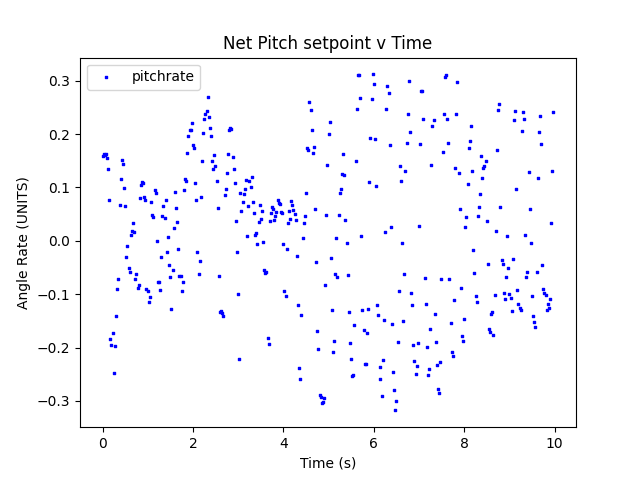 Net Pitch setpoint v Time
pitchrate
0.3
0.2
0.1
0.0
−0.1
−0.2
−0.3
Angle Rate (UNITS)
0 2 4 6 8 10
Time (s)